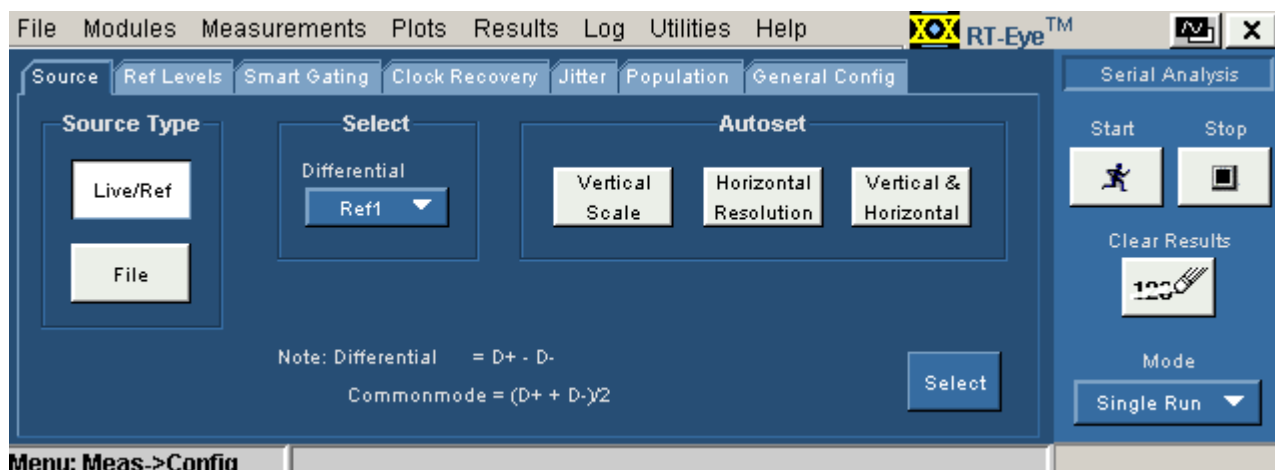 File Modules Measurements Plots Results Log Utilities Help RT-Eye™
Source Ref Levels Smart Gating Clock Recovery Jitter Population General Config
Serial Analysis
Source Type
Live/Ref
File
Select
Differential
Ref1
Autoset
Vertical
Scale
Horizontal
Resolution
Vertical &
Horizontal
Note: Differential = D+ - D-
Commonmode = (D+ + D-)/2
Select
Start Stop
Clear Results
123
Mode
Single Run
Menu: Meas->Config